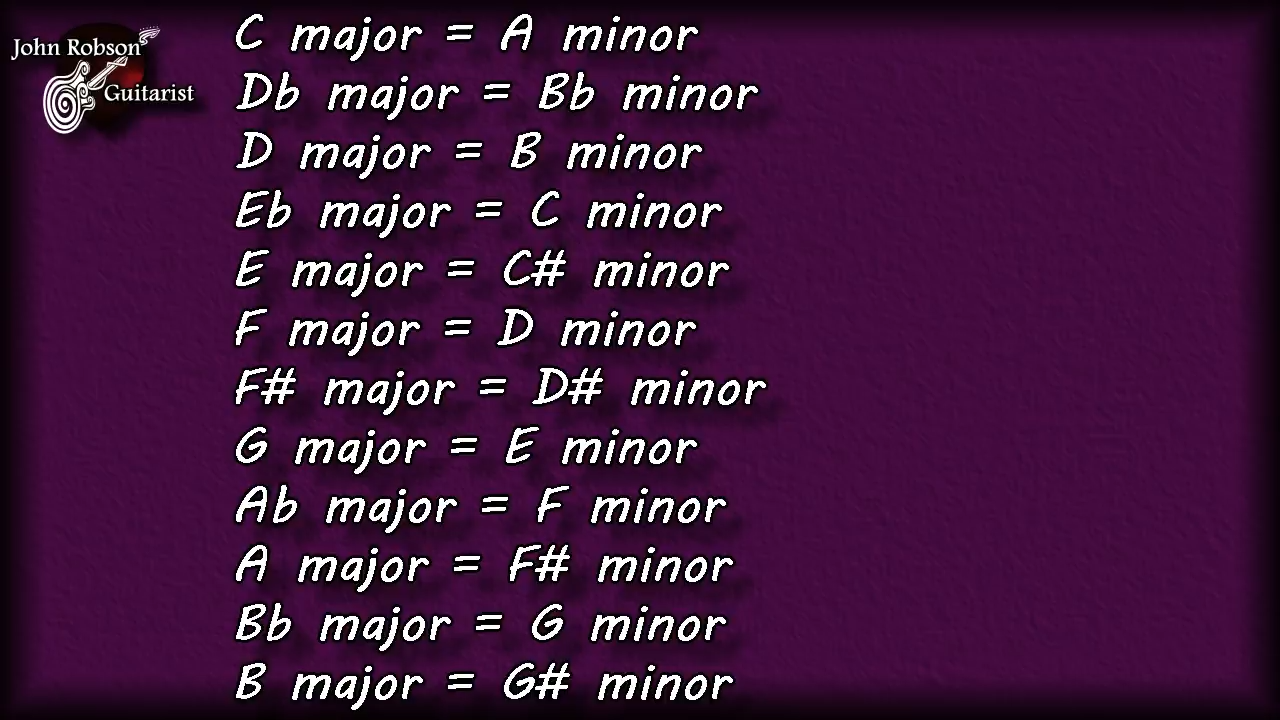 John Robson
Guitarist
C major = A minor
Db major = Bb minor
D major = B minor
Eb major = C minor
E major = C# minor
F major = D minor
F# major = D# minor
G major = E minor
Ab major = F minor
A major = F# minor
Bb major = G minor
B major = G# minor